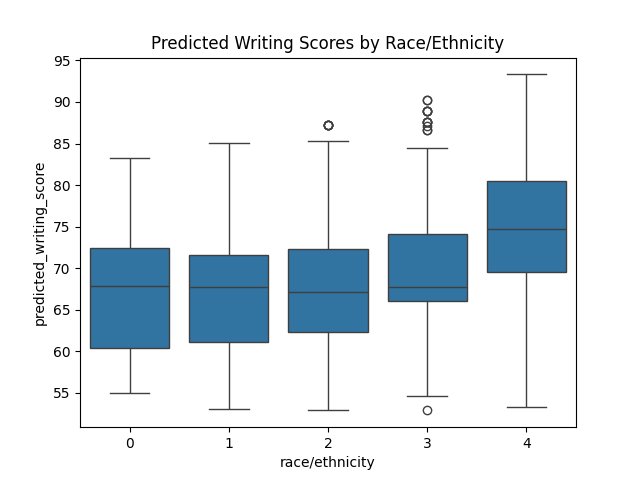 Predicted Writing Scores by Race/Ethnicity
95
90
85
80
75
70
65
60
55
predicted_writing_score
0 1 2 3 4
race/ethnicity